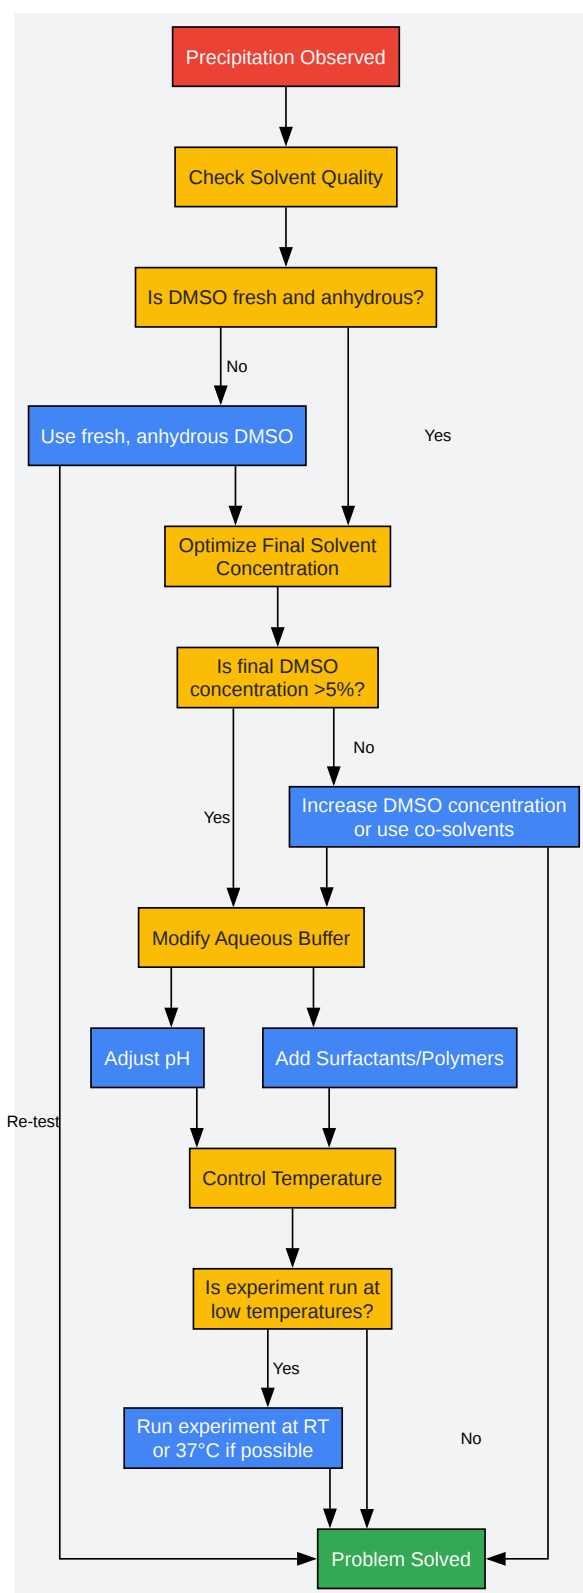 Precipitation Observed
Check Solvent Quality
Is DMSO fresh and anhydrous?
No
Use fresh, anhydrous DMSO
Yes
Optimize Final Solvent
Concentration
Is final DMSO
concentration >5%?
No
Yes
Increase DMSO concentration
or use co-solvents
Modify Aqueous Buffer
Adjust pH
Add Surfactants/Polymers
Re-test
Control Temperature
Is experiment run at
low temperatures?
Yes
Run experiment at RT
or 37°C if possible
No
Problem Solved